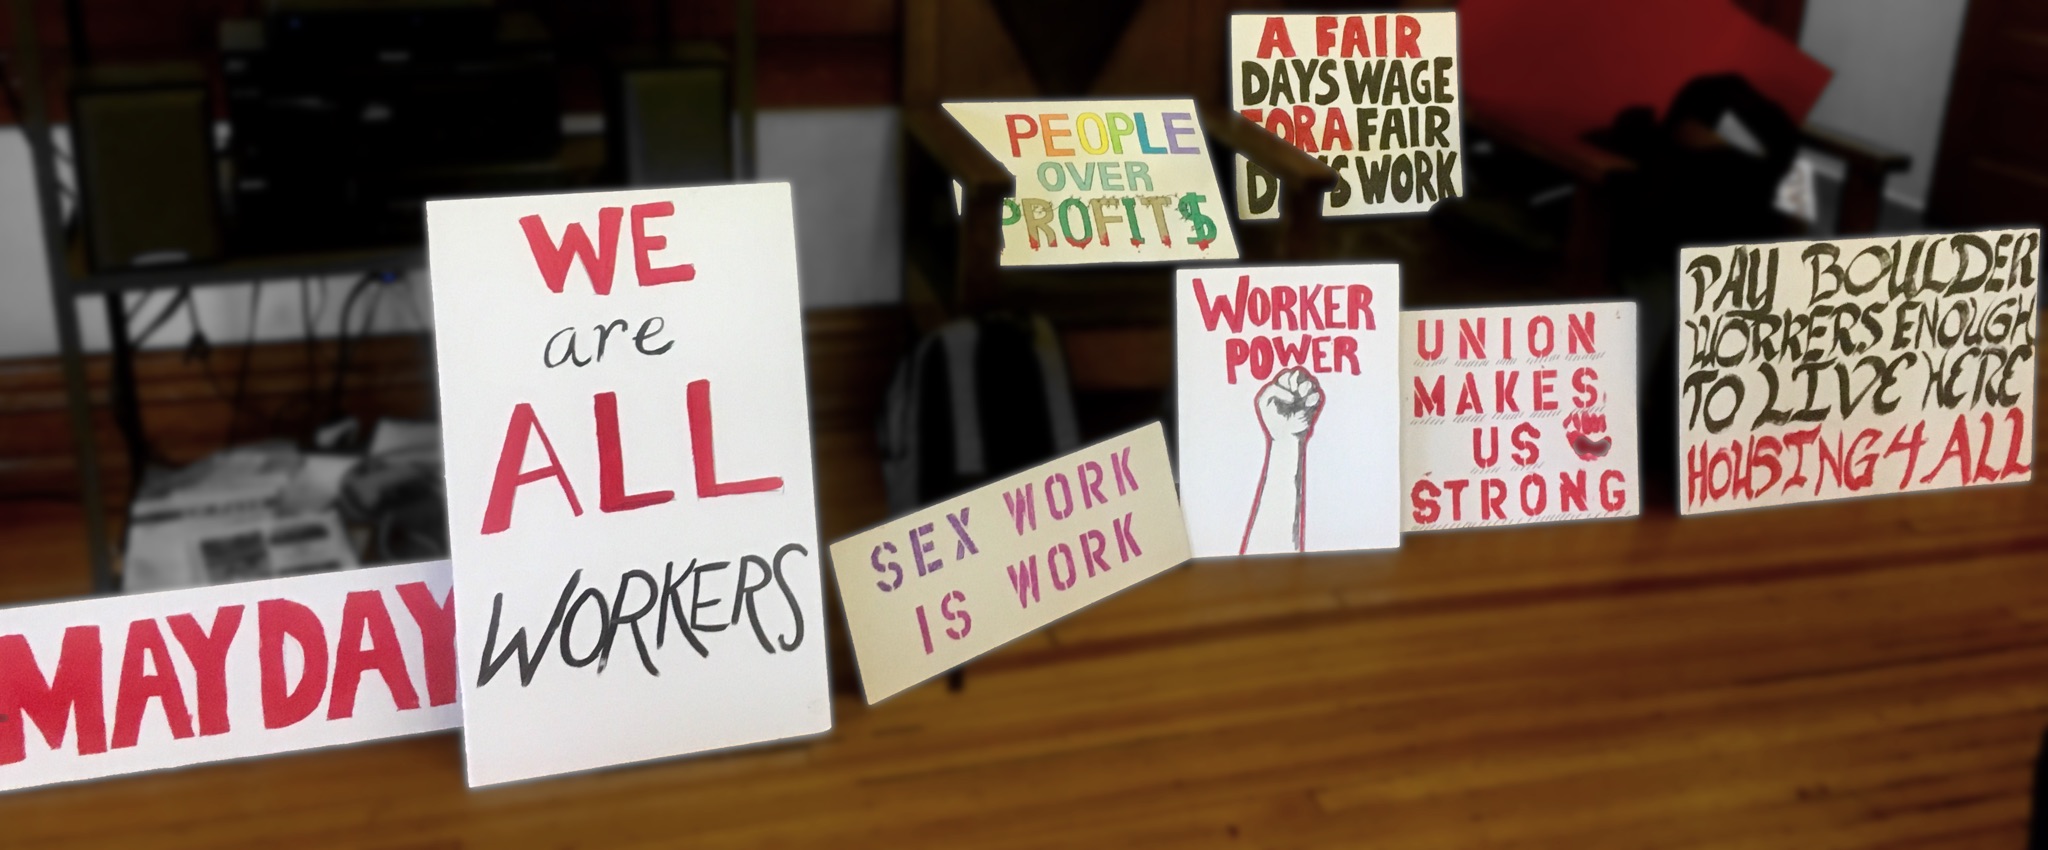 MAYDAY
WE
are
ALL
WORKERS
SEX WORK
IS WORK
PEOPLE
OVER
PROFIT$
A FAIR
DAYS WAGE
FOR A FAIR
DAYS WORK
WORKER
POWER
UNION
MAKES
US
STRONG
PAY BOULDER
WORKERS ENOUGH
TO LIVE HERE
HOUSING 4 ALL